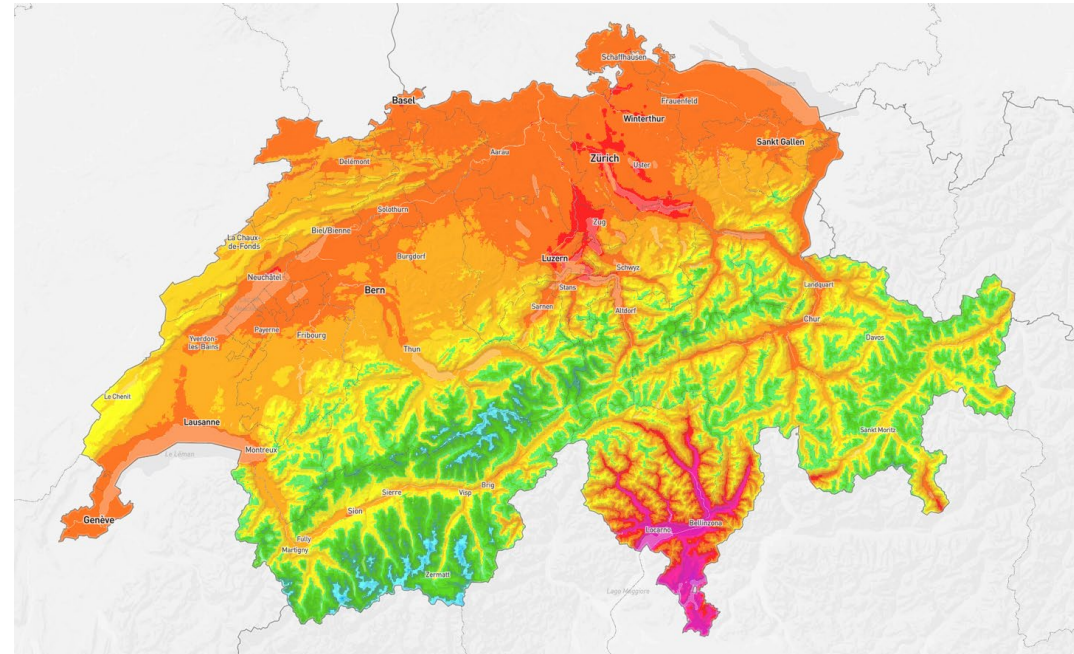 Schaffhausen
Basel
Frauenfeld
Winterthur
Sankt Gallen
Aarau
Zürich
Uster
Delémont
Solothurn
Zug
Biel/Bienne
La Chaux-
de-Fonds
Burgdorf
Luzern
Schwyz
Neuchâtel
Stans
Landquart
Bern
Sarnen
Altdorf
Chur
Payerne
Fribourg
Yverdon
les-Bains
Davos
Thun
Le Chenit
Lausanne
Sankt Moritz
Montreux
Le Léman
Brig
Sierre
Visp
Sion
Genève
Bellinzona
Locarno
Fully
Martigny
Zermatt
Lago Maggiore